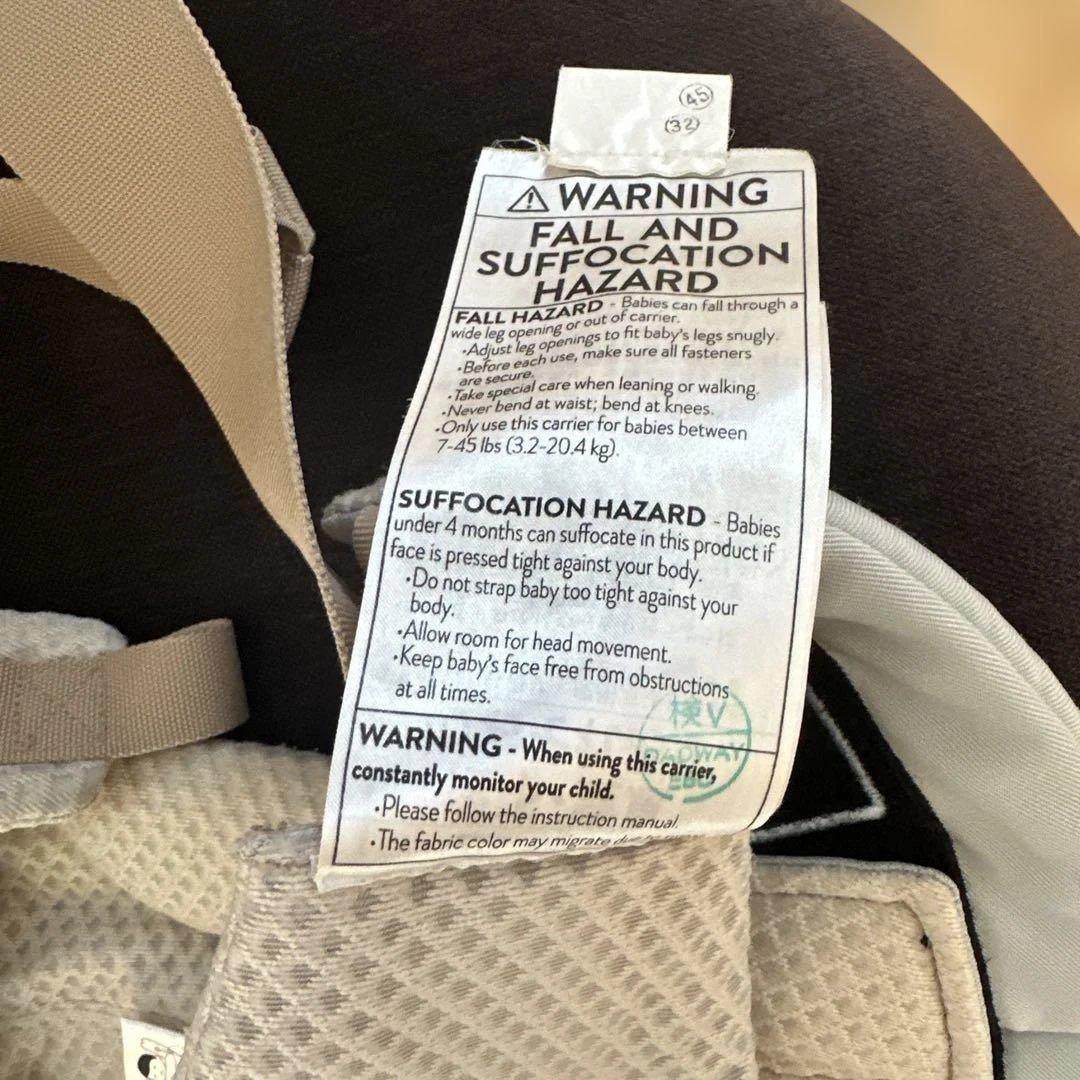 45
(32)
WARNING
FALL AND
SUFFOCATION
HAZARD
FALL HAZARD - Babies can fall through a
wide leg opening or out of carrier.
•Adjust leg openings to fit baby's legs snugly.
•Before each use, make sure all fasteners
are secure.
•Take special care when leaning or walking.
•Never bend at waist; bend at knees.
•Only use this carrier for babies between
7-45 lbs (3.2-20.4 kg).
SUFFOCATION HAZARD - Babies
under 4 months can suffocate in this product if
face is pressed tight against your body.
•Do not strap baby too tight against your
body.
•Allow room for head movement.
•Keep baby's face free from obstructions
at all times.
検V
DADWAY
WARNING - When using this carrier,
constantly monitor your child.
•Please follow the instruction manual.
•The fabric color may migrate due to